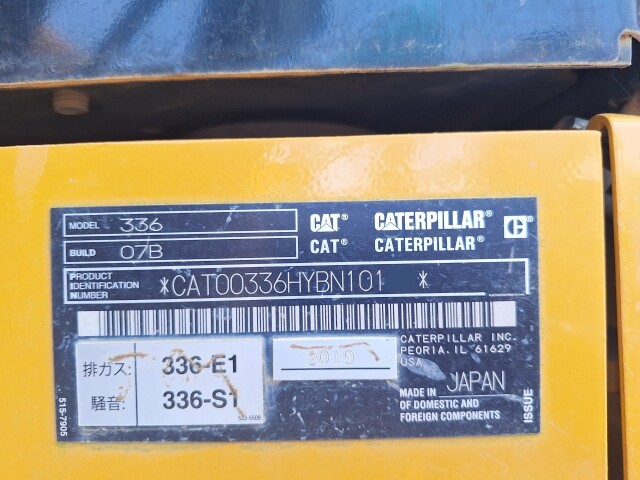 MODEL 336 CAT® CATERPILLAR® C
BUILD 07B CAT® CATERPILLAR®
PRODUCT
IDENTIFICATION
NUMBER
*CAT00336HYBN101 *
CATERPILLAR INC.
PEORIA. IL 61629
USA
排ガス: 336-E1
騒音: 336-S1
2019
MADE IN JAPAN
OF DOMESTIC AND
FOREIGN COMPONENTS
515-7905
ISSUE